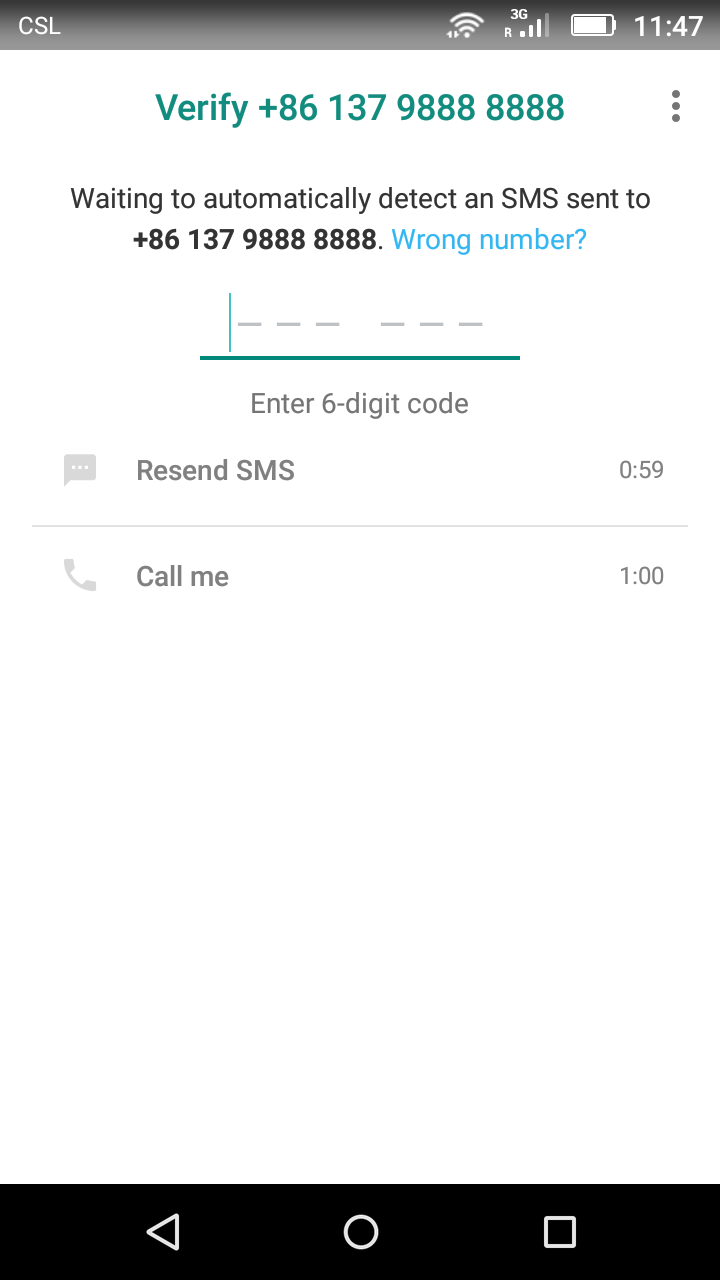 CSL
3G
R
11:47
Verify +86 137 9888 8888
Waiting to automatically detect an SMS sent to
+86 137 9888 8888. Wrong number?
Enter 6-digit code
Resend SMS 0:59
Call me 1:00